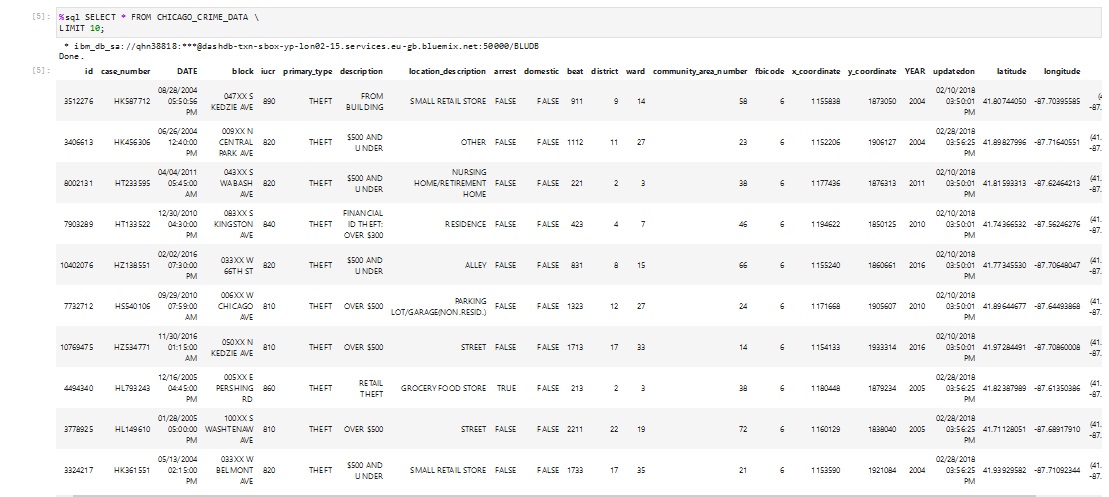 [5]: %sql SELECT * FROM CHICAGO_CRIME_DATA \
LIMIT 10;
* ibm_db_sa://qhn38818:***@dashdb-txn-sbox-yp-lon02-15.services.eu-gb.bluemix.net:50000/BLUDB
Done.
[5]: id case_number DATE block iucr primary_type description location_description arrest domestic beat district ward community_area_number fbicode x_coordinate y_coordinate YEAR updatedon latitude longitude
3512276 HK587712 08/28/2004 05:50:56 PM 047XX S KEDZIE AVE 890 THEFT FROM BUILDING SMALL RETAIL STORE FALSE FALSE 911 9 14 58 6 1155838 1873050 2004 02/10/2018 03:50:01 PM 41.80744050 -87.70395585 (4 -87.
3406613 HK456306 06/26/2004 12:40:00 PM 009XX N CENTRAL PARK AVE 820 THEFT $500 AND UNDER OTHER FALSE FALSE 1112 11 27 23 6 1152206 1906127 2004 02/28/2018 03:56:25 PM 41.89827996 -87.71640551 (41. -87.
8002131 HT233595 04/04/2011 05:45:00 AM 043XX S WABASH AVE 820 THEFT $500 AND UNDER NURSING HOME/RETIREMENT HOME FALSE FALSE 221 2 3 38 6 1177436 1876313 2011 02/10/2018 03:50:01 PM 41.81593313 -87.62464213 (41. -87.
7903289 HT133522 12/30/2010 04:30:00 PM 083XX S KINGSTON AVE 840 THEFT FINANCIAL ID THEFT: OVER $300 RESIDENCE FALSE FALSE 423 4 7 46 6 1194622 1850125 2010 02/10/2018 03:50:01 PM 41.74366532 -87.56246276 (41. -87.
10402076 HZ138551 02/02/2016 07:30:00 PM 033XX W 66TH ST 820 THEFT $500 AND UNDER ALLEY FALSE FALSE 831 8 15 66 6 1155240 1860661 2016 02/10/2018 03:50:01 PM 41.77345530 -87.70648047 (41. -87.
7732712 HS540106 09/29/2010 07:59:00 AM 006XX W CHICAGO AVE 810 THEFT OVER $500 PARKING LOT/GARAGE(NON.RESID.) FALSE FALSE 1323 12 27 24 6 1171668 1905607 2010 02/10/2018 03:50:01 PM 41.89644677 -87.64493868 (41. -87.
10769475 HZ534771 11/30/2016 01:15:00 AM 050XX N KEDZIE AVE 810 THEFT OVER $500 STREET FALSE FALSE 1713 17 33 14 6 1154133 1933314 2016 02/10/2018 03:50:01 PM 41.97284491 -87.70860008 (41. -87.
4494340 HL793243 12/16/2005 04:45:00 PM 005XX E PERSHING RD 860 THEFT RETAIL THEFT GROCERY FOOD STORE TRUE FALSE 213 2 3 38 6 1180448 1879234 2005 02/28/2018 03:56:25 PM 41.82387989 -87.61350386 (41. -87.
3778925 HL149610 01/28/2005 05:00:00 PM 100XX S WASHTENAW AVE 810 THEFT OVER $500 STREET FALSE FALSE 2211 22 19 72 6 1160129 1838040 2005 02/28/2018 03:56:25 PM 41.71128051 -87.68917910 (41. -87.
3324217 HK361551 05/13/2004 02:15:00 PM 033XX W BELMONT AVE 820 THEFT $500 AND UNDER SMALL RETAIL STORE FALSE FALSE 1733 17 35 21 6 1153590 1921084 2004 02/28/2018 03:56:25 PM 41.93929582 -87.71092344 (41. -87.